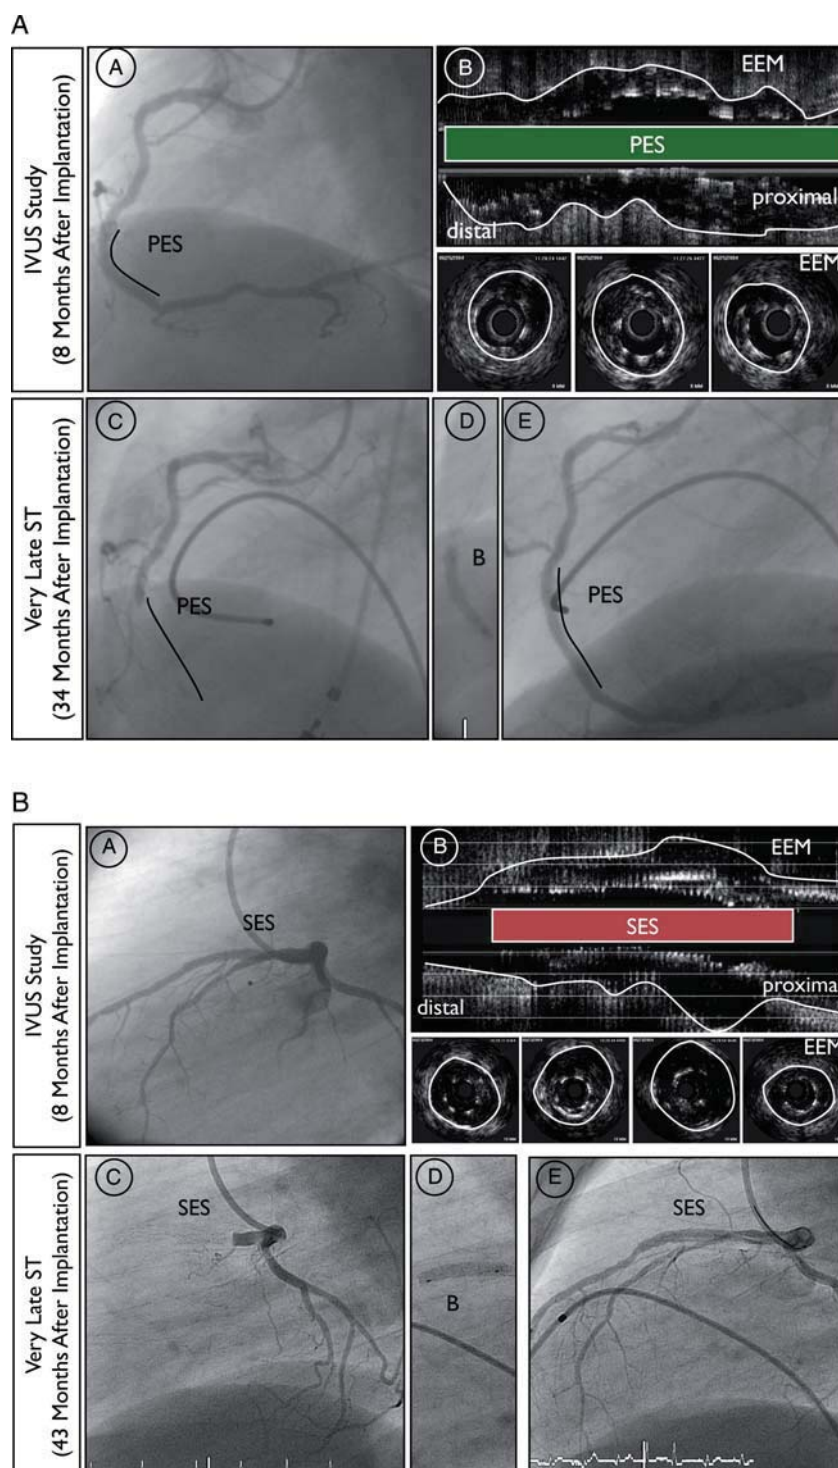 A
IVUS Study
(8 Months After Implantation)
A
PES
B
EEM
PES
distal
proximal
EEM
Very Late ST
(34 Months After Implantation)
C
PES
D
B
E
PES
B
IVUS Study
(8 Months After Implantation)
A
SES
B
EEM
SES
distal
proximal
EEM
Very Late ST
(43 Months After Implantation)
C
SES
D
B
E
SES